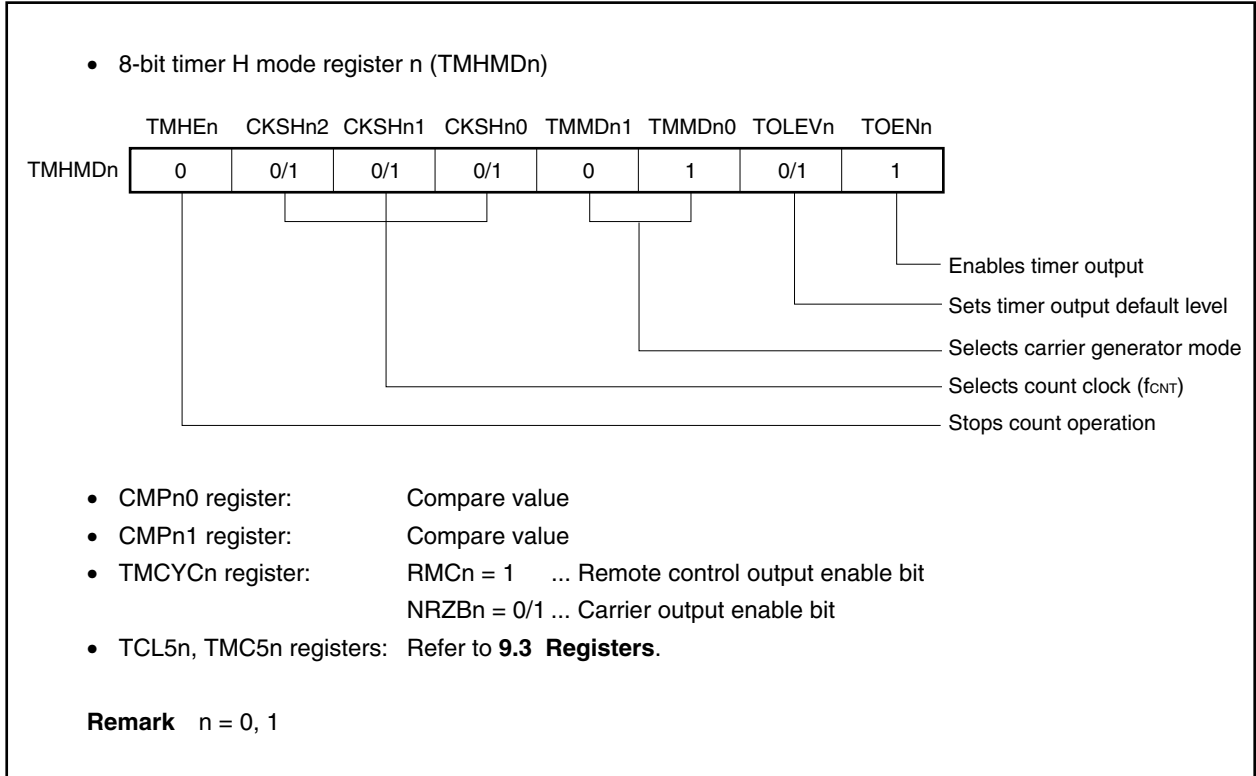 • 8-bit timer H mode register n (TMHMDn)
TMHEn CKSHn2 CKSHn1 CKSHn0 TMMDn1 TMMDn0 TOLEVn TOENn
TMHMDn 0 0/1 0/1 0/1 0 1 0/1 1
Enables timer output
Sets timer output default level
Selects carrier generator mode
Selects count clock (fCNT)
Stops count operation
• CMPn0 register: Compare value
• CMPn1 register: Compare value
• TMCYCn register: RMCn = 1 ... Remote control output enable bit
NRZBn = 0/1 ... Carrier output enable bit
• TCL5n, TMC5n registers: Refer to 9.3 Registers.
Remark n = 0, 1